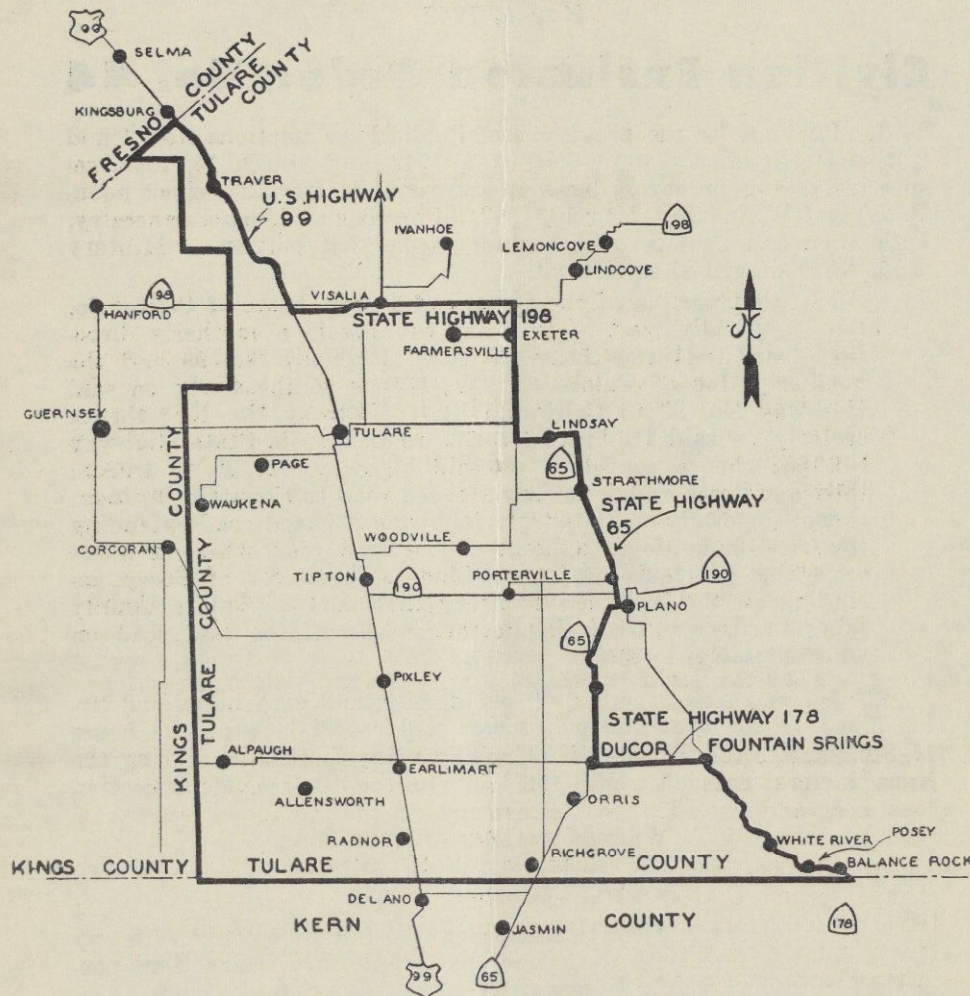 99
SELMA
KINGSBURG
FRESNO COUNTY
TULARE COUNTY
TRAVER
U.S. HIGHWAY
99
IVANHOE
LEMONCOVE
198
LINDCOVE
198
HANFORD
VISALIA
STATE HIGHWAY 198
FARMERSVILLE
EXETER
GUERNSEY
TULARE
LINDSAY
PAGE
65
STRATHMORE
WAUKENA
STATE HIGHWAY
65
CORCORAN
WOODVILLE
TIPTON
190
PORTERVILLE
190
PLANO
65
KINGS COUNTY
TULARE COUNTY
PIXLEY
STATE HIGHWAY 178
ALPAUGH
DUCOR
FOUNTAIN SPRINGS
EARLIMART
ALLENSWORTH
ORRIS
RADNOR
WHITE RIVER
POSEY
RICHGROVE
BALANCE ROCK
KINGS COUNTY
TULARE COUNTY
DELANO
KERN COUNTY
178
JASMIN
99
65